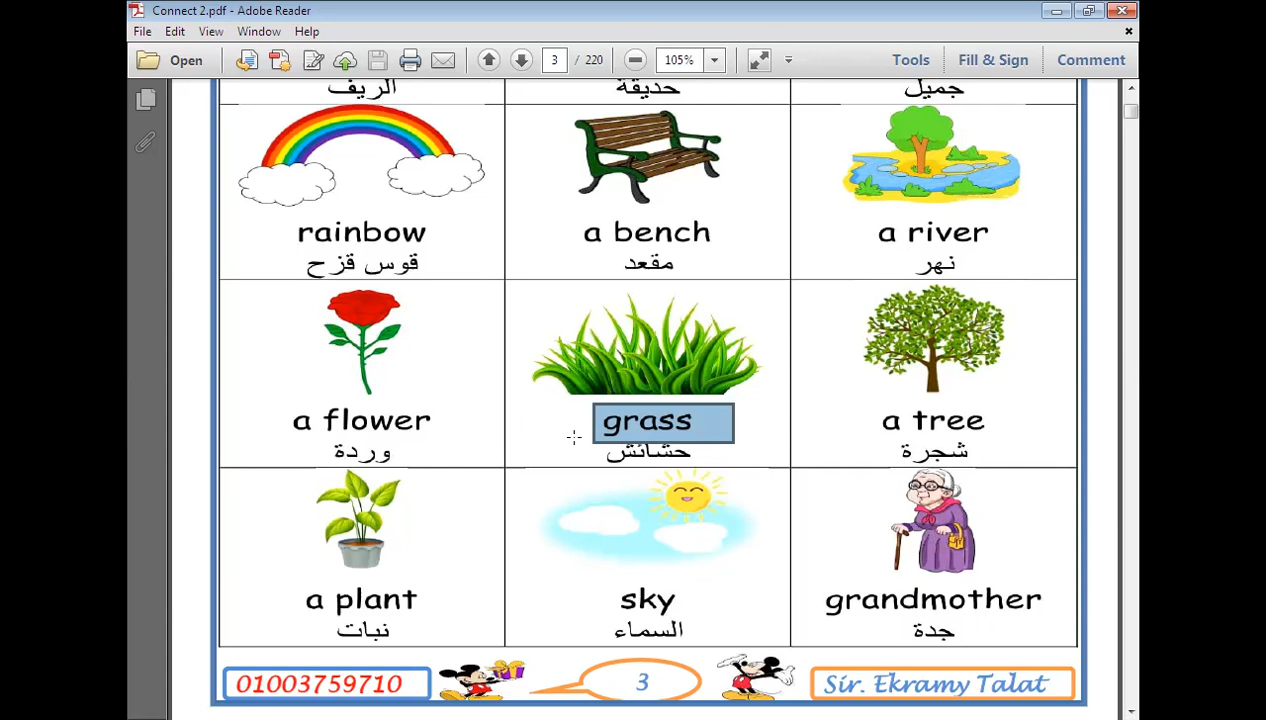 Connect 2.pdf - Adobe Reader
File Edit View Window Help
Open 3 / 220 105% Tools Fill & Sign Comment
الريف حديقة جميل
rainbow a bench a river
قوس قزح مقعد نهر
a flower grass a tree
وردة حشائش شجرة
a plant sky grandmother
نبات السماء جدة
01003759710 3 Sir. Ekramy Talat